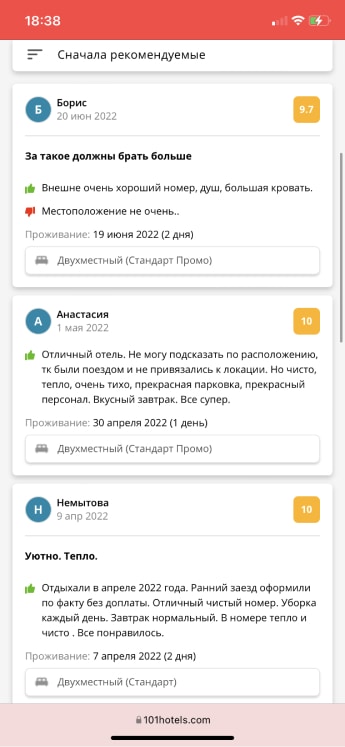 18:38
Сначала рекомендуемые
Б
Борис
20 июн 2022
9.7
За такое должны брать больше
Внешне очень хороший номер, душ, большая кровать.
Местоположение не очень..
Проживание: 19 июня 2022 (2 дня)
Двухместный (Стандарт Промо)
А
Анастасия
1 мая 2022
10
Отличный отель. Не могу подсказать по расположению,
тк были поездом и не привязались к локации. Но чисто,
тепло, очень тихо, прекрасная парковка, прекрасный
персонал. Вкусный завтрак. Все супер.
Проживание: 30 апреля 2022 (1 день)
Двухместный (Стандарт Промо)
Н
Немытова
9 апр 2022
10
Уютно. Тепло.
Отдыхали в апреле 2022 года. Ранний заезд оформили
по факту без доплаты. Отличный чистый номер. Уборка
каждый день. Завтрак нормальный. В номере тепло и
чисто . Все понравилось.
Проживание: 7 апреля 2022 (2 дня)
Двухместный (Стандарт)
101hotels.com